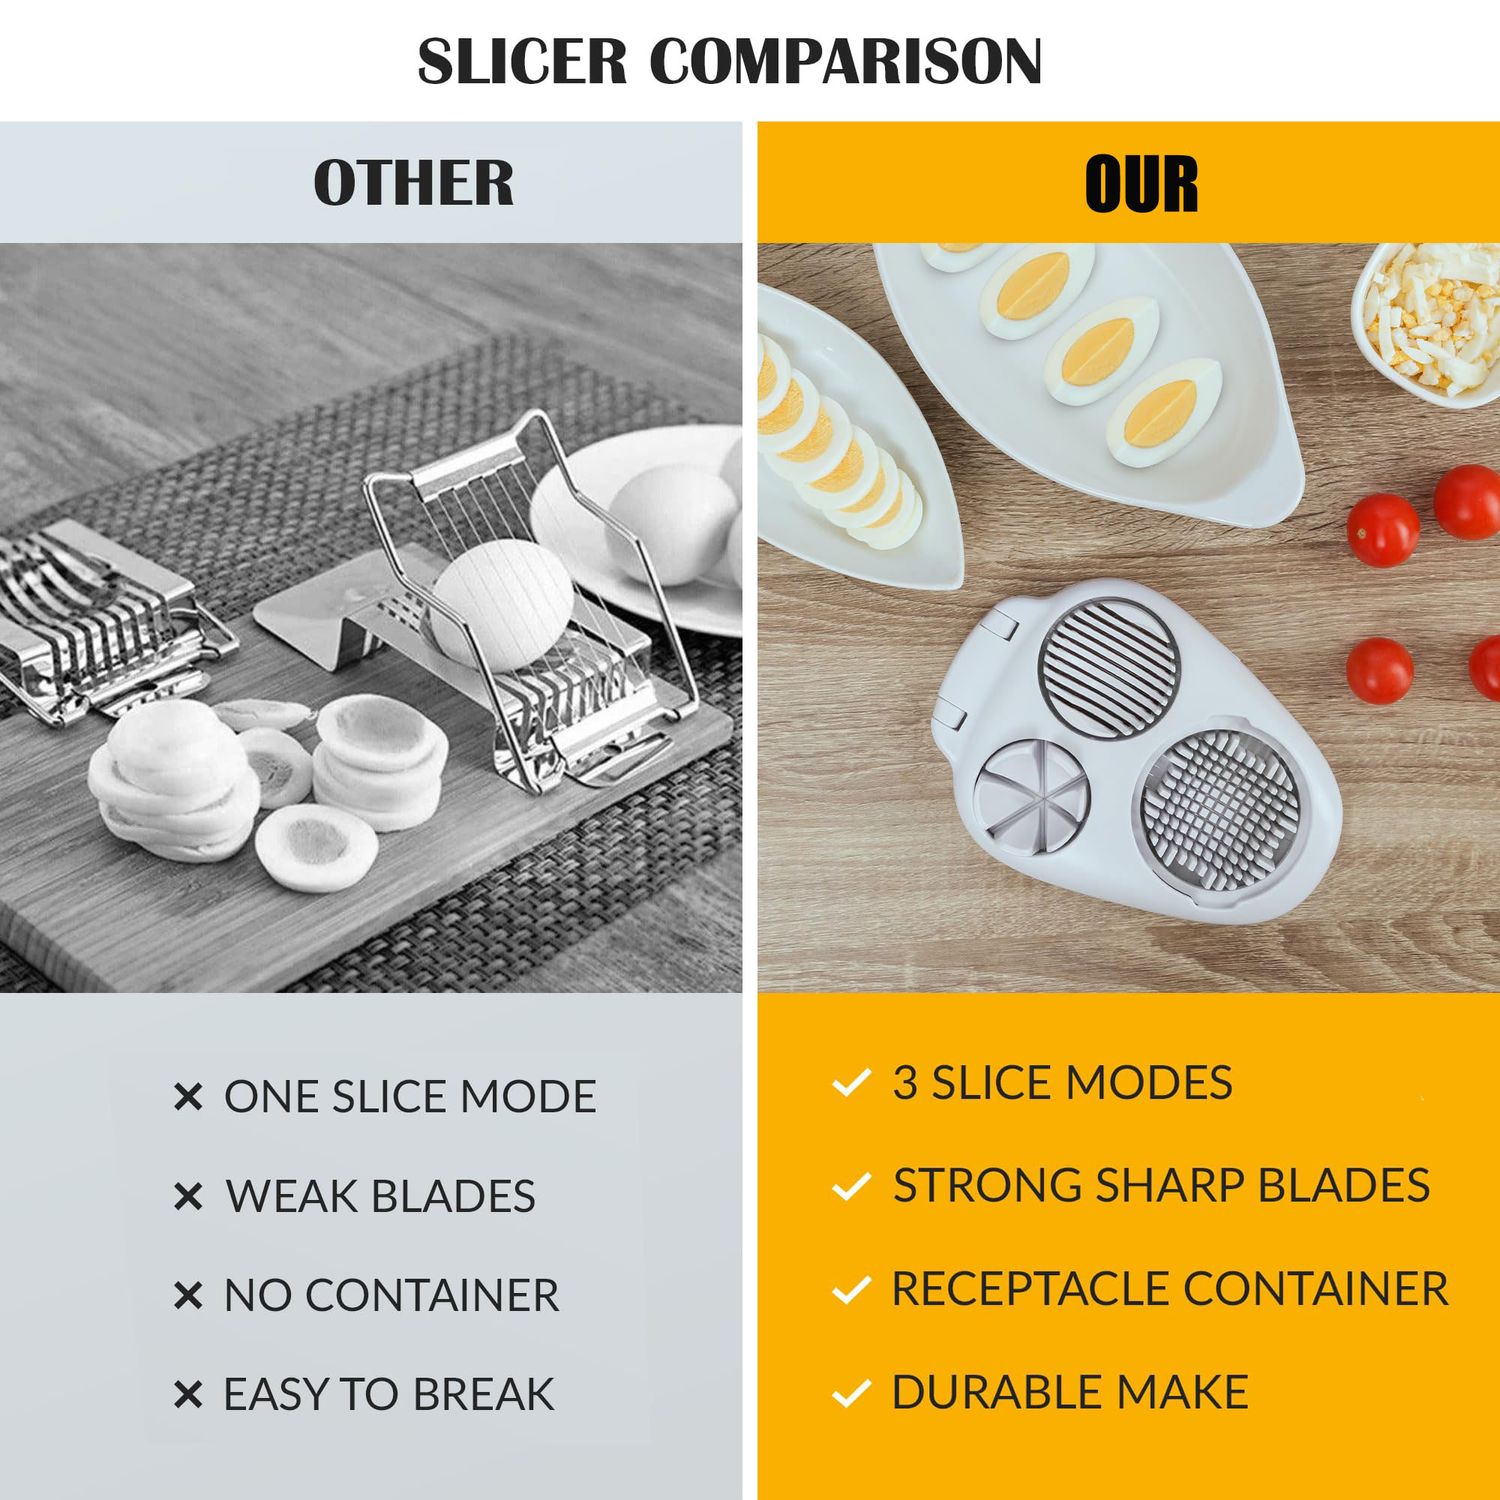 SLICER COMPARISON
OTHER
ONE SLICE MODE
WEAK BLADES
NO CONTAINER
EASY TO BREAK
OUR
3 SLICE MODES
STRONG SHARP BLADES
RECEPTACLE CONTAINER
DURABLE MAKE